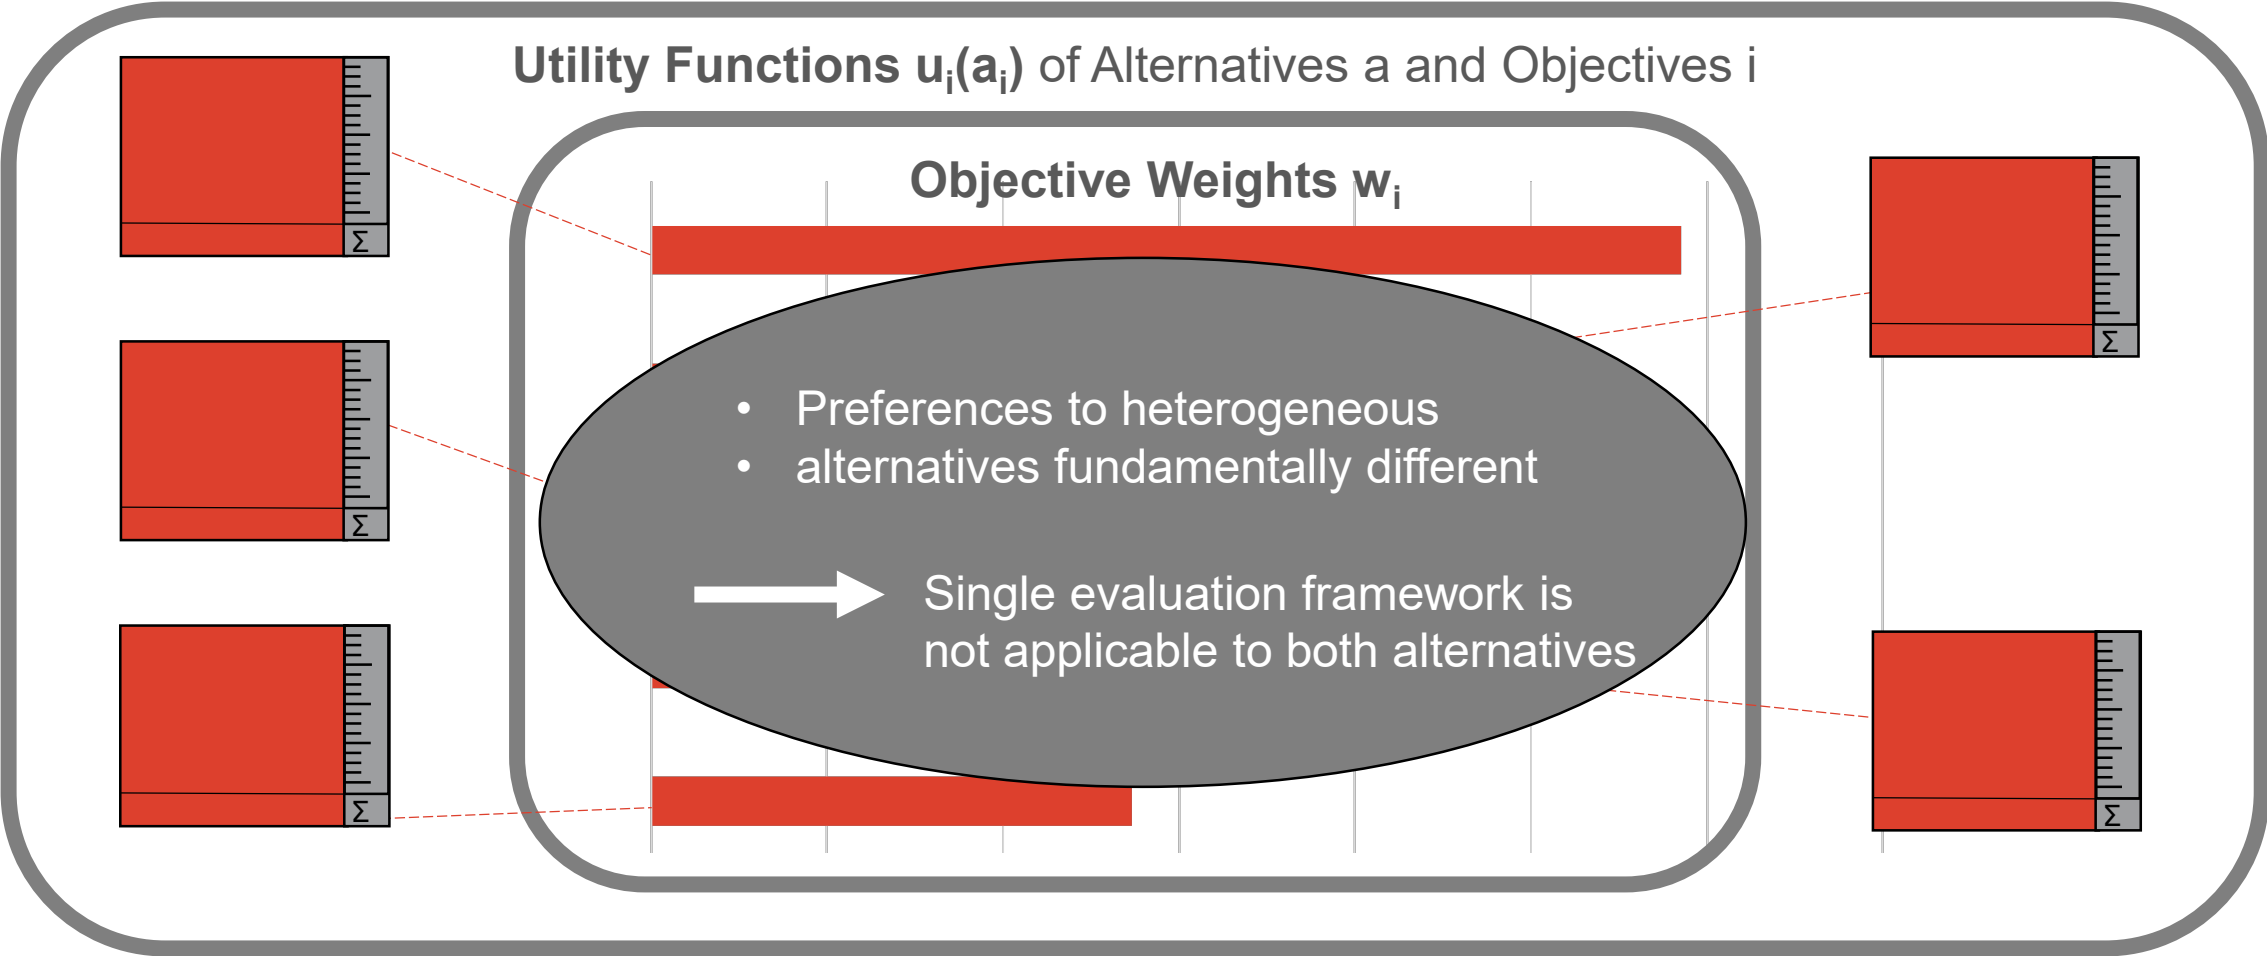 Utility Functions uᵢ(aᵢ) of Alternatives a and Objectives i
Objective Weights wᵢ
Σ
Σ
• Preferences to heterogeneous
• alternatives fundamentally different
Σ
Single evaluation framework is
not applicable to both alternatives
Σ
Σ